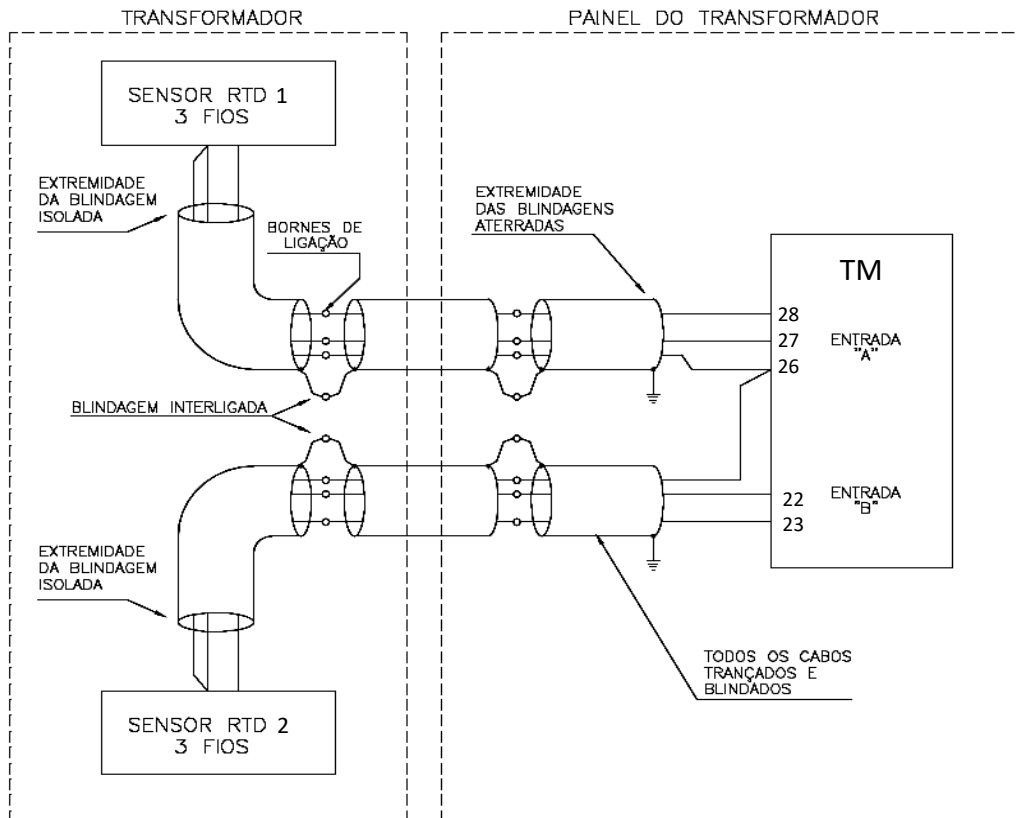 TRANSFORMADOR
PAINEL DO TRANSFORMADOR
SENSOR RTD 1
3 FIOS
EXTREMIDADE
DA BLINDAGEM
ISOLADA
BORNES DE
LIGAÇÃO
EXTREMIDADE
DAS BLINDAGENS
ATERRADAS
TM
28
27
26
ENTRADA
"A"
BLINDAGEM INTERLIGADA
22
23
ENTRADA
"B"
EXTREMIDADE
DA BLINDAGEM
ISOLADA
TODOS OS CABOS
TRANÇADOS E
BLINDADOS
SENSOR RTD 2
3 FIOS